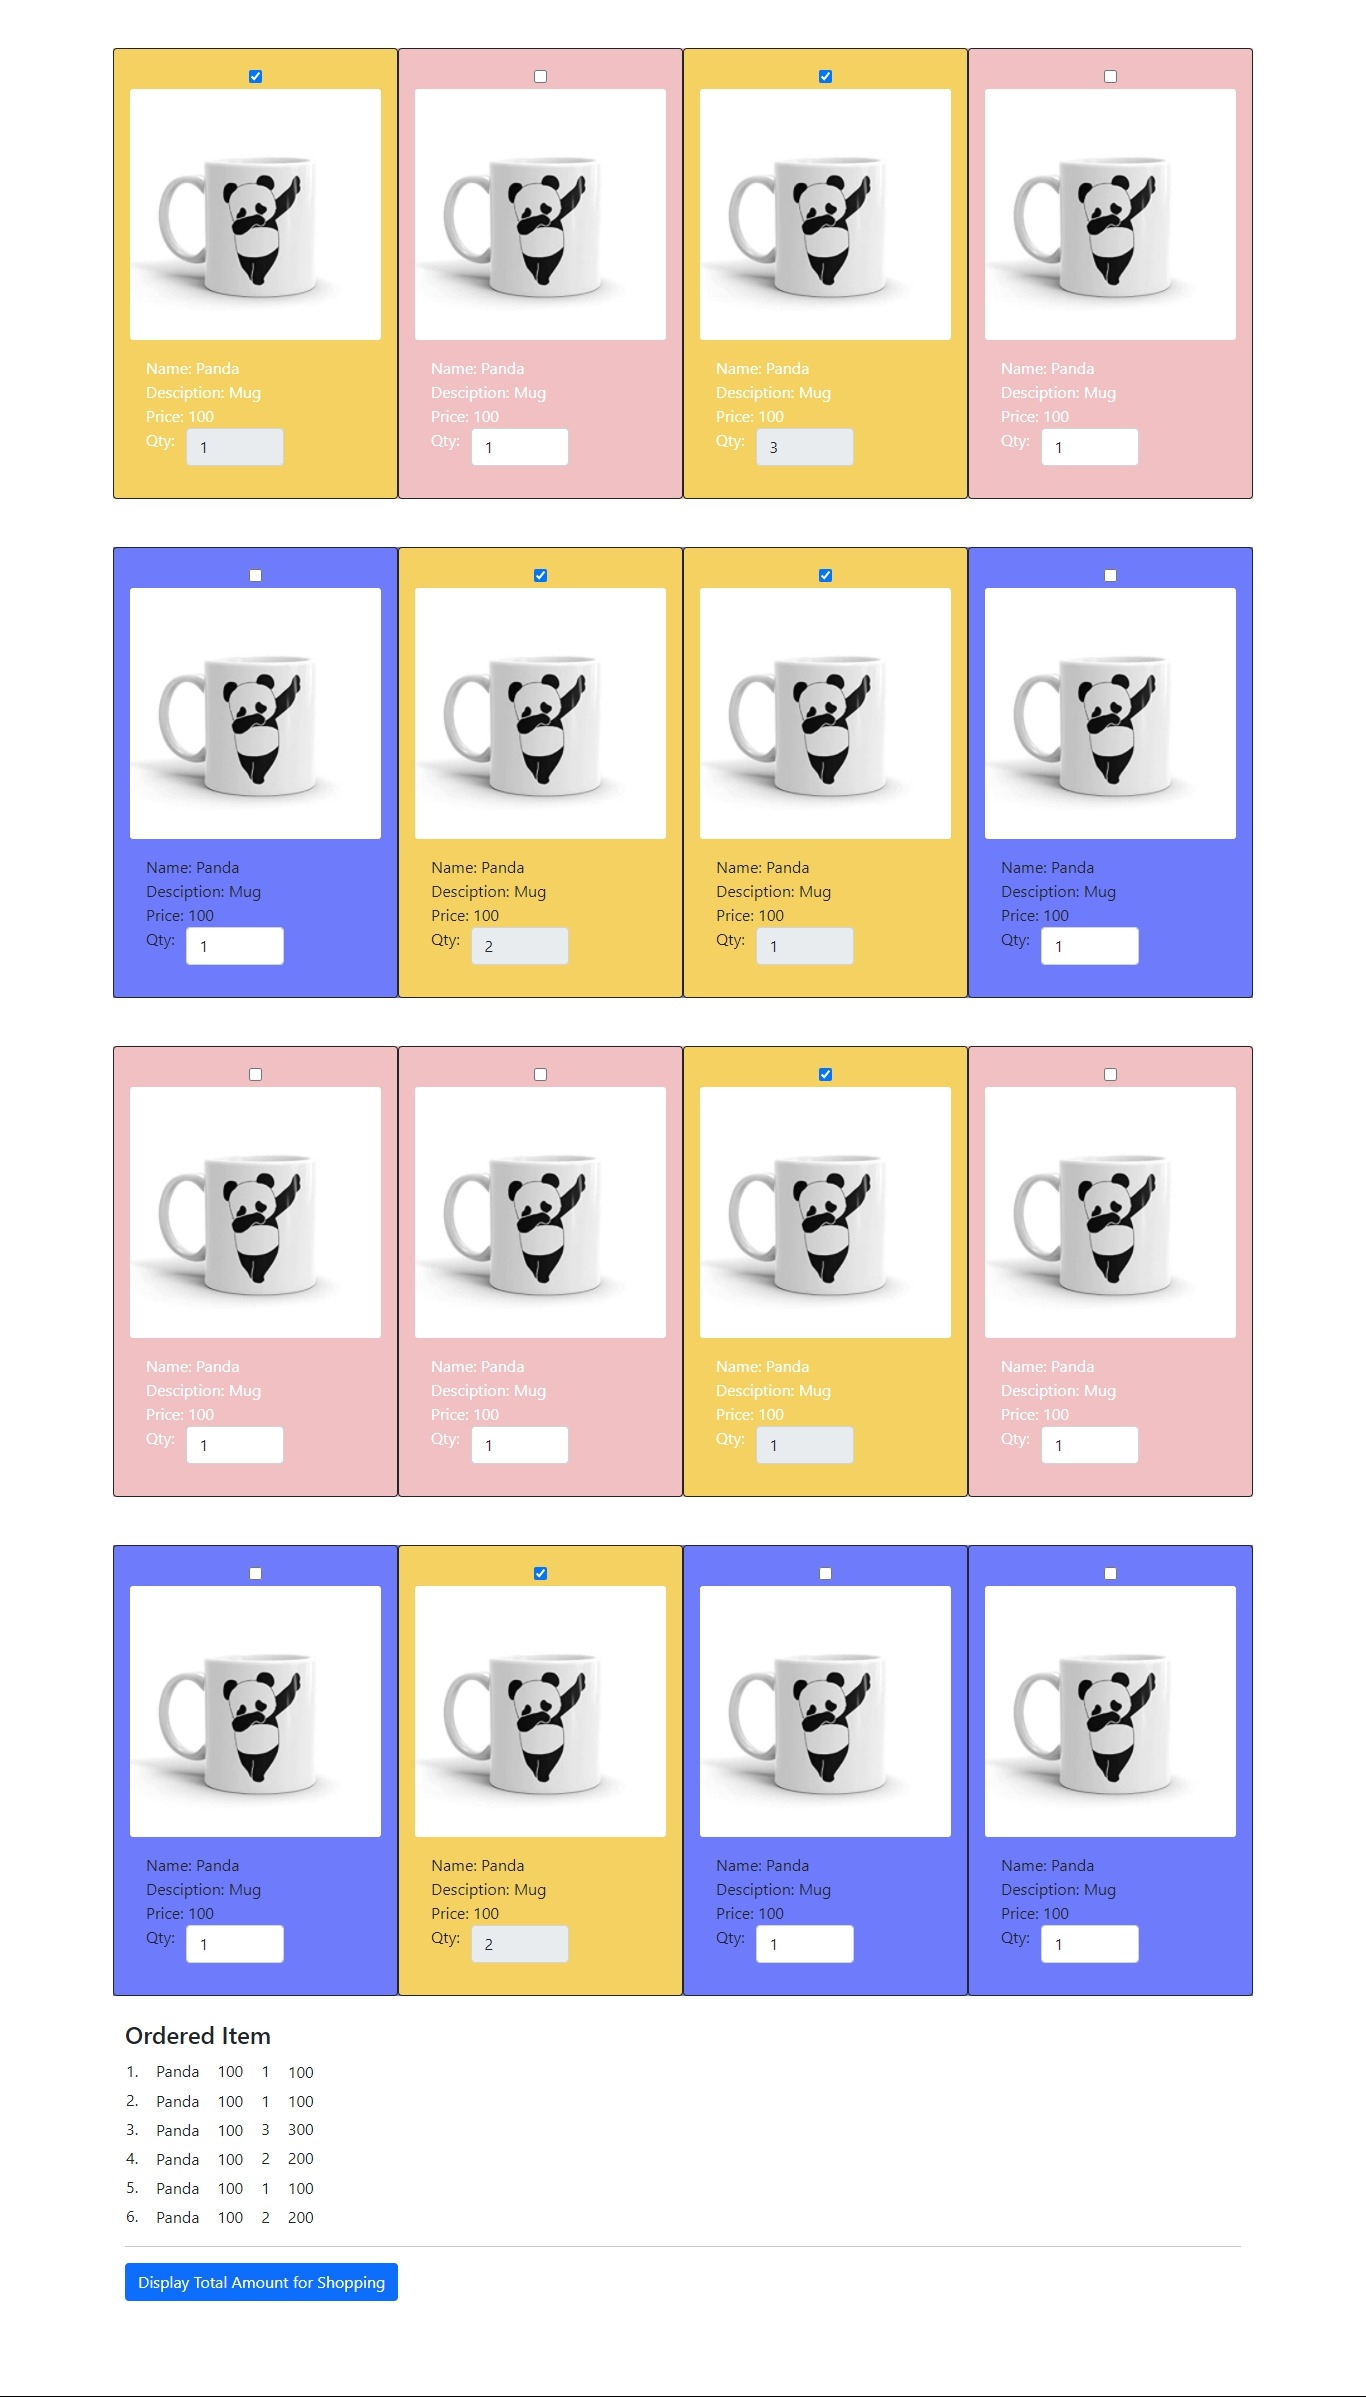 Name: Panda
Desciption: Mug
Price: 100
Qty: 1
Name: Panda
Desciption: Mug
Price: 100
Qty: 1
Name: Panda
Desciption: Mug
Price: 100
Qty: 3
Name: Panda
Desciption: Mug
Price: 100
Qty: 1
Name: Panda
Desciption: Mug
Price: 100
Qty: 1
Name: Panda
Desciption: Mug
Price: 100
Qty: 2
Name: Panda
Desciption: Mug
Price: 100
Qty: 1
Name: Panda
Desciption: Mug
Price: 100
Qty: 1
Name: Panda
Desciption: Mug
Price: 100
Qty: 1
Name: Panda
Desciption: Mug
Price: 100
Qty: 1
Name: Panda
Desciption: Mug
Price: 100
Qty: 1
Name: Panda
Desciption: Mug
Price: 100
Qty: 1
Name: Panda
Desciption: Mug
Price: 100
Qty: 1
Name: Panda
Desciption: Mug
Price: 100
Qty: 2
Name: Panda
Desciption: Mug
Price: 100
Qty: 1
Name: Panda
Desciption: Mug
Price: 100
Qty: 1
Ordered Item
1. Panda 100 1 100
2. Panda 100 1 100
3. Panda 100 3 300
4. Panda 100 2 200
5. Panda 100 1 100
6. Panda 100 2 200
Display Total Amount for Shopping